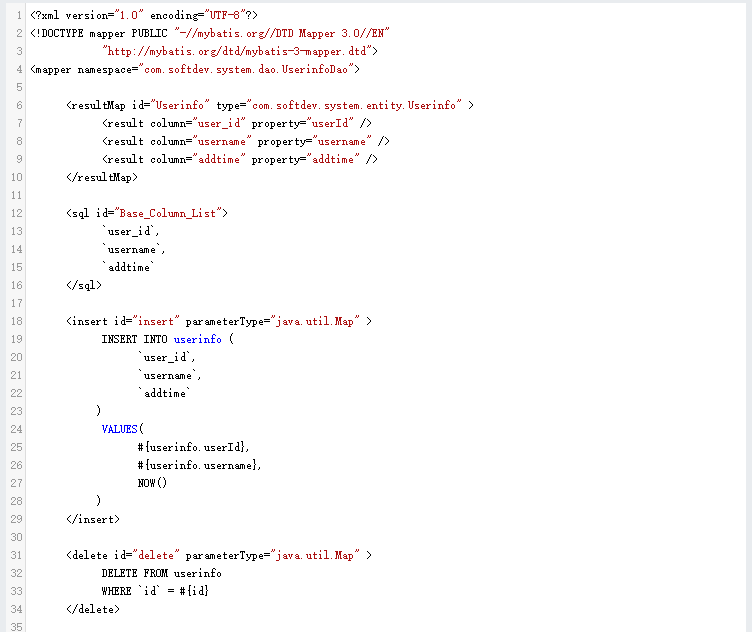 1 <?xml version="1.0" encoding="UTF-8"?>
2 <!DOCTYPE mapper PUBLIC "-//mybatis.org//DTD Mapper 3.0//EN"
3 "http://mybatis.org/dtd/mybatis-3-mapper.dtd">
4 <mapper namespace="com.softdev.system.dao.UserinfoDao">
5
6 <resultMap id="Userinfo" type="com.softdev.system.entity.Userinfo" >
7 <result column="user_id" property="userId" />
8 <result column="username" property="username" />
9 <result column="addtime" property="addtime" />
10 </resultMap>
11
12 <sql id="Base_Column_List">
13 `user_id`,
14 `username`,
15 `addtime`
16 </sql>
17
18 <insert id="insert" parameterType="java.util.Map" >
19 INSERT INTO userinfo (
20 `user_id`,
21 `username`,
22 `addtime`
23 )
24 VALUES(
25 #{userinfo.userId},
26 #{userinfo.username},
27 NOW()
28 )
29 </insert>
30
31 <delete id="delete" parameterType="java.util.Map" >
32 DELETE FROM userinfo
33 WHERE `id` = #{id}
34 </delete>
35